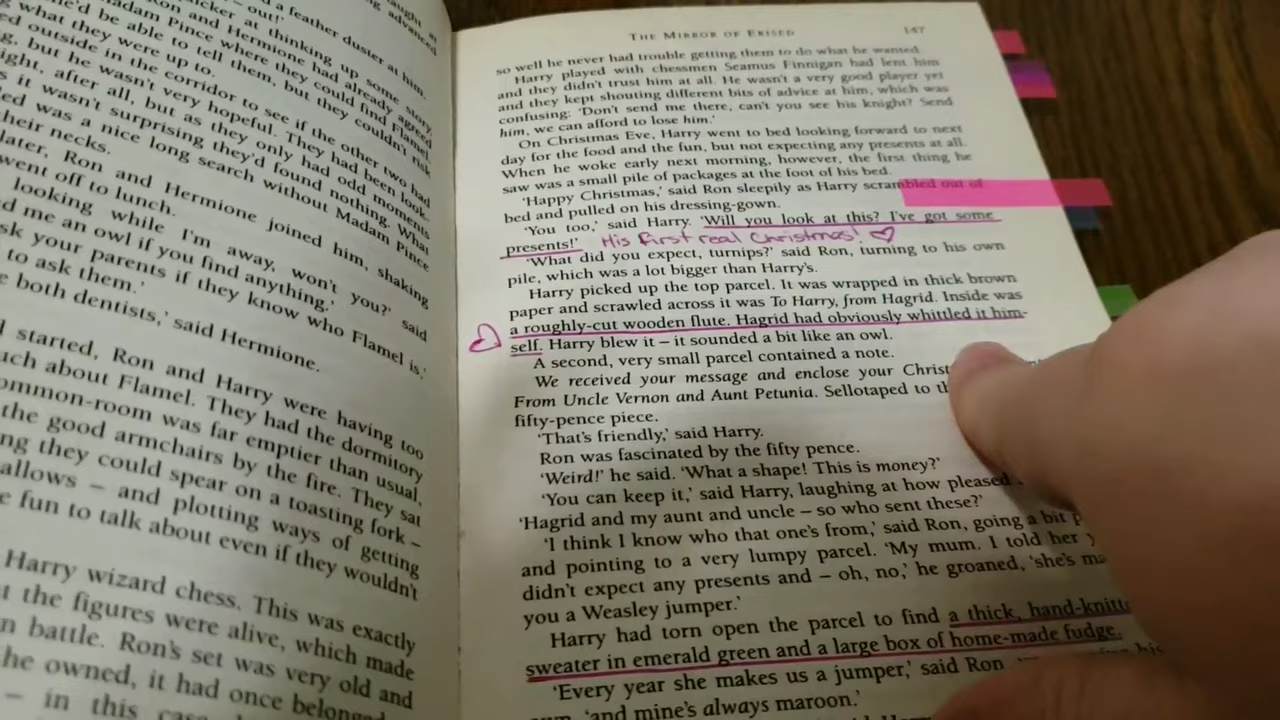 a feather duster at him.
– out!'
quicker at thinking up some story.
Ron and Hermione had already agreed
Madam Pince where they could find Flamel.
he'd be able to tell them, but they couldn't risk
what they were up to.
outside in the corridor to see if the other two had
but he wasn't very hopeful. They had been look-
after all, but as they only had odd moments
it wasn't surprising they'd found nothing. What
was a nice long search without Madam Pince
their necks.
later, Ron and Hermione joined him, shaking
went off to lunch.
looking while I'm away, won't you?' said
me an owl if you find anything.'
ask your parents if they know who Flamel is.'
to ask them.'
both dentists,' said Hermione.
started, Ron and Harry were having too
much about Flamel. They had the dormitory
common-room was far emptier than usual,
the good armchairs by the fire. They sat
they could spear on a toasting fork –
– and plotting ways of getting
fun to talk about even if they wouldn't
Harry wizard chess. This was exactly
the figures were alive, which made
battle. Ron's set was very old and
he owned, it had once belonged
– in this case
THE MIRROR OF ERISED 147
so well he never had trouble getting them to do what he wanted.
Harry played with chessmen Seamus Finnigan had lent him
and they didn't trust him at all. He wasn't a very good player yet
and they kept shouting different bits of advice at him, which was
confusing: 'Don't send me there, can't you see his knight? Send
him, we can afford to lose him.'
On Christmas Eve, Harry went to bed looking forward to next
day for the food and the fun, but not expecting any presents at all.
When he woke early next morning, however, the first thing he
saw was a small pile of packages at the foot of his bed.
'Happy Christmas,' said Ron sleepily as Harry scrambled out of
bed and pulled on his dressing-gown.
'You too,' said Harry. 'Will you look at this? I've got some
presents!' His first real Christmas!
'What did you expect, turnips?' said Ron, turning to his own
pile, which was a lot bigger than Harry's.
Harry picked up the top parcel. It was wrapped in thick brown
paper and scrawled across it was To Harry, from Hagrid. Inside was
a roughly-cut wooden flute. Hagrid had obviously whittled it him-
self. Harry blew it – it sounded a bit like an owl.
A second, very small parcel contained a note.
We received your message and enclose your
From Uncle Vernon and Aunt Petunia. Sellotaped to
fifty-pence piece.
'That's friendly,' said Harry.
Ron was fascinated by the fifty pence.
'Weird!' he said. 'What a shape! This is money?'
'You can keep it,' said Harry, laughing at how pleased
'Hagrid and my aunt and uncle – so who sent these?'
'I think I know who that one's from,' said Ron, going a bit
and pointing to a very lumpy parcel. 'My mum. I told her
didn't expect any presents and – oh, no,' he groaned, 'she's
you a Weasley jumper.'
Harry had torn open the parcel to find a thick, hand-knitted
sweater in emerald green and a large box of home-made fudge.
'Every year she makes us a jumper,' said Ron
'and mine's always maroon.'